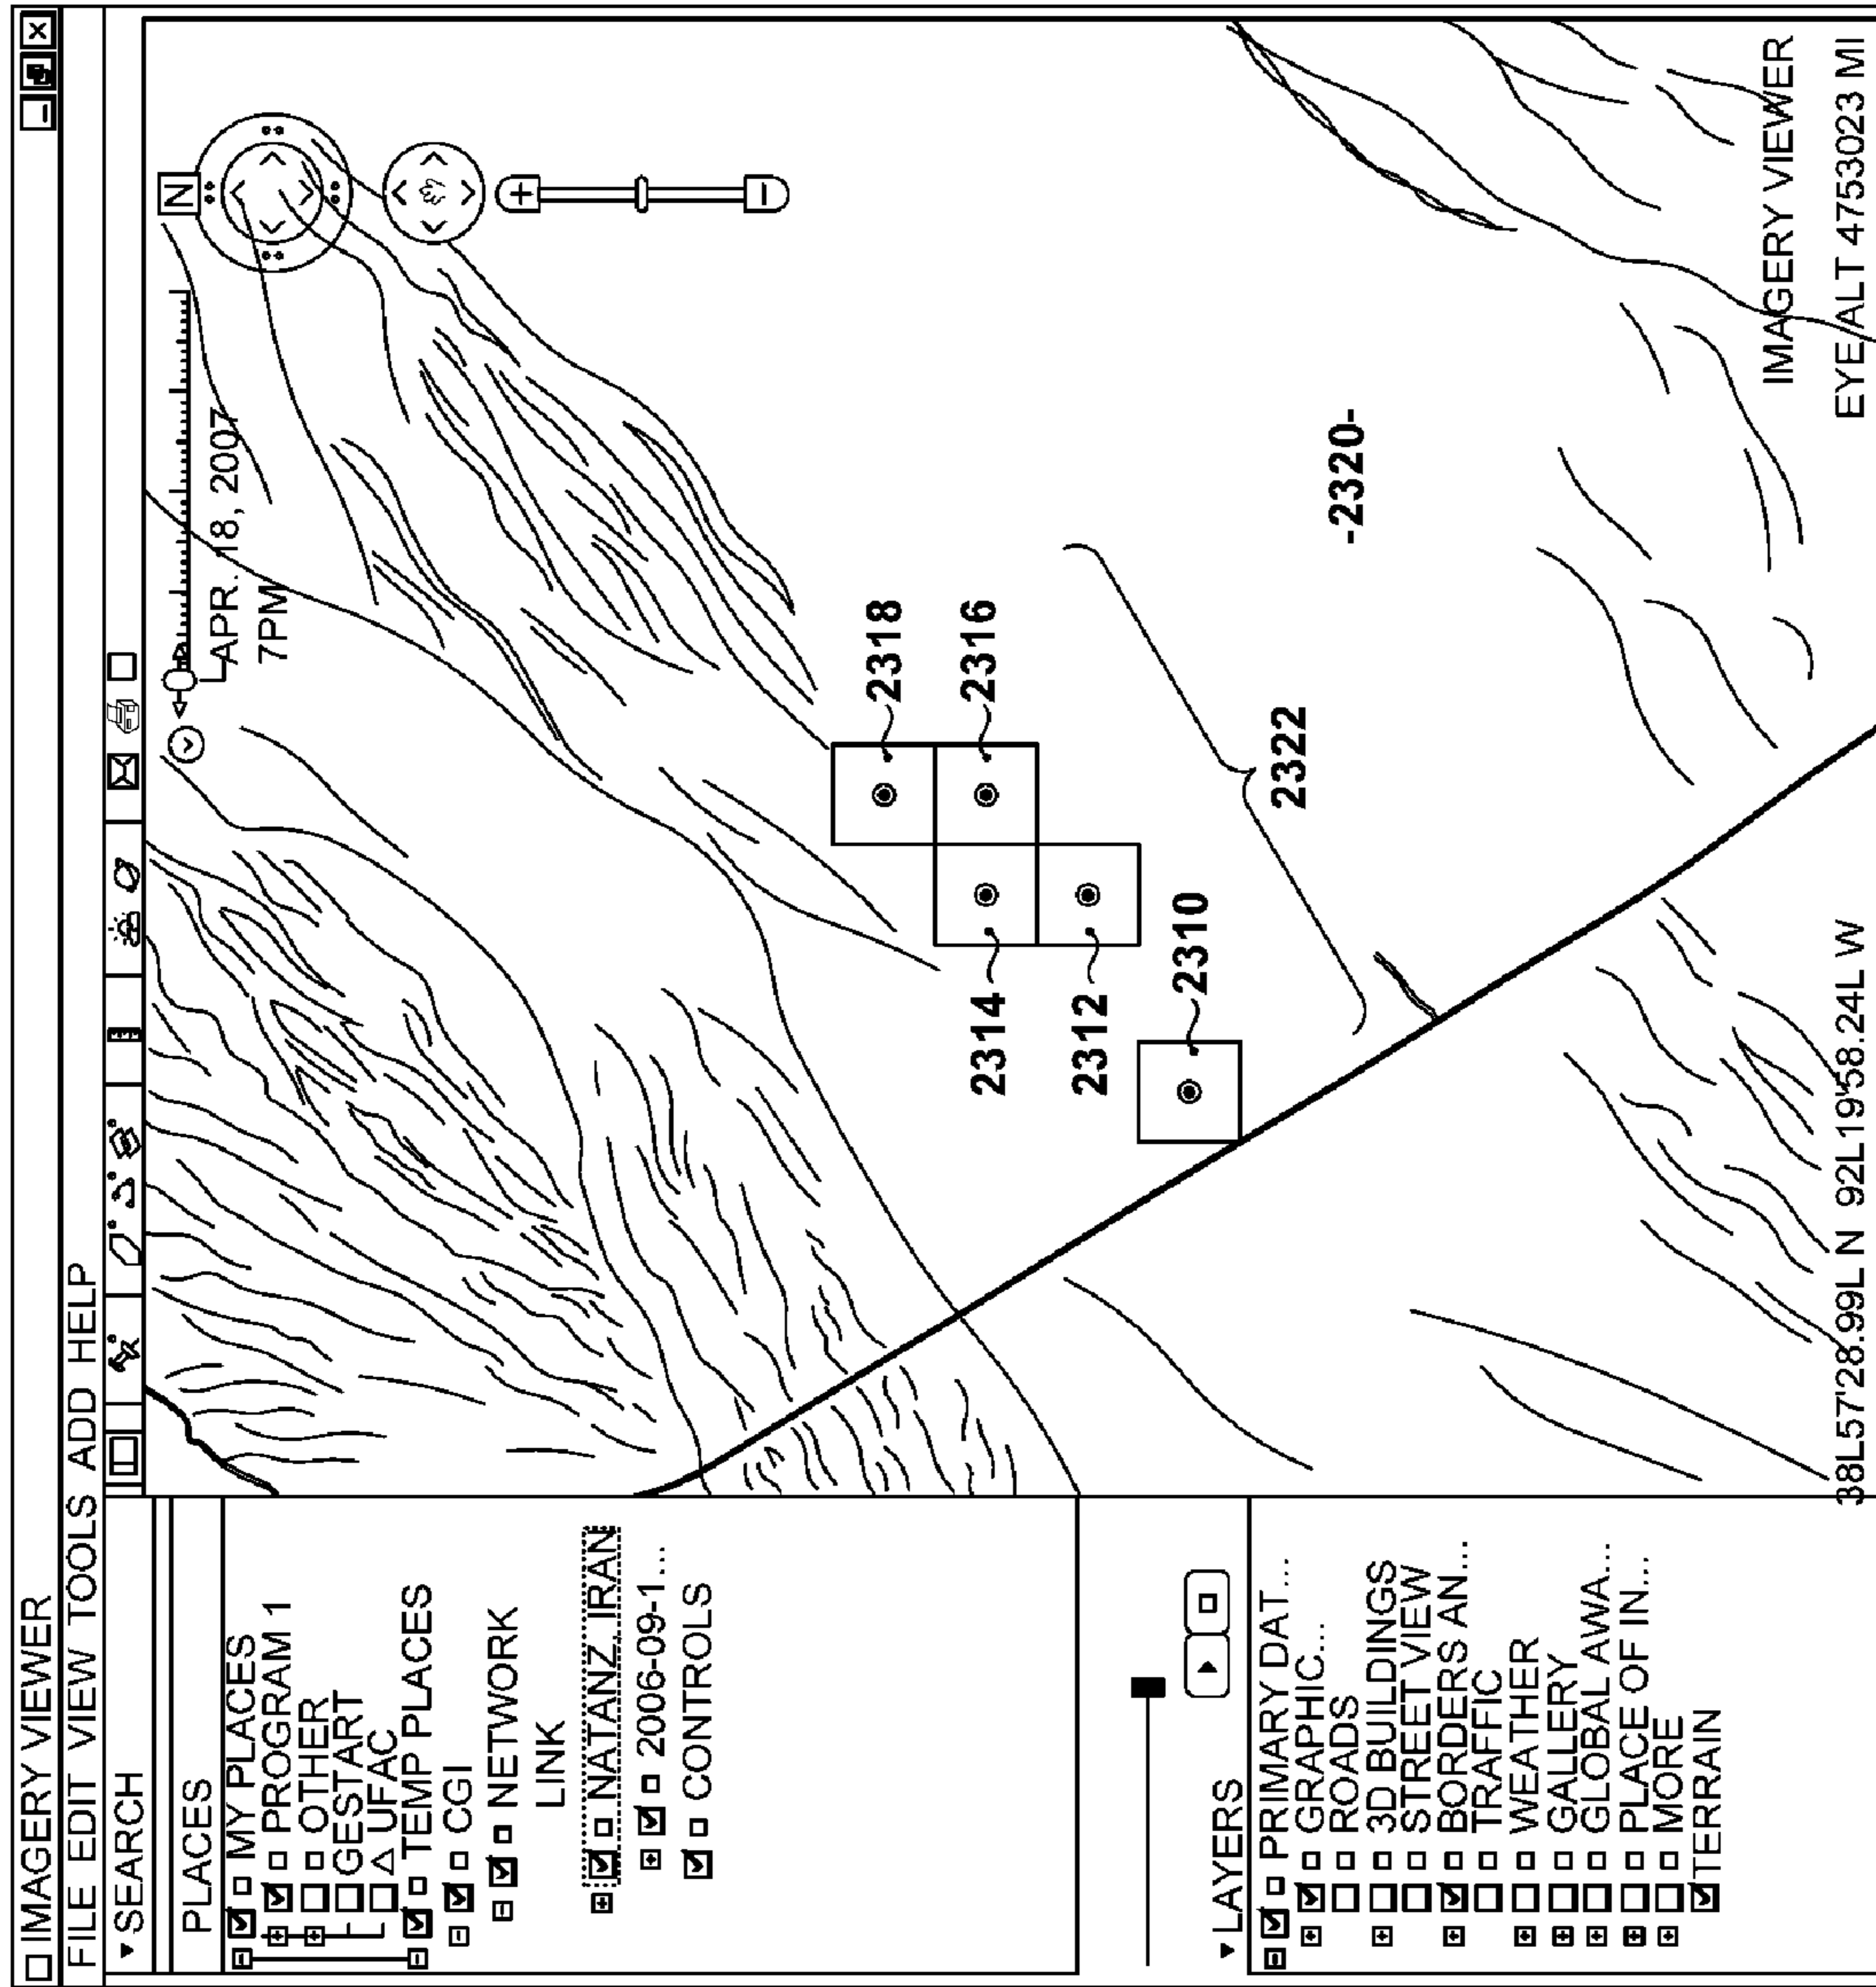 IMAGERY VIEWER
FILE EDIT VIEW TOOLS ADD HELP
SEARCH
PLACES
MY PLACES
PROGRAM 1
OTHER
GESTART
UFAC
TEMP PLACES
CGI
NETWORK
LINK
NATANZ, IRAN
2006-09-1...
CONTROLS
LAYERS
PRIMARY DAT...
GRAPHIC...
ROADS
3D BUILDINGS
STREET VIEW
BORDERS AN...
TRAFFIC
WEATHER
GALLERY
GLOBAL AWA...
PLACE OF IN...
MORE
TERRAIN
APR. 18, 2007
7PM
N
2318
2316
2314
2312
2310
2322
-2320-
IMAGERY VIEWER
38L57'28.99L N 92L19'58.24L W
EYE ALT 4753023 MI